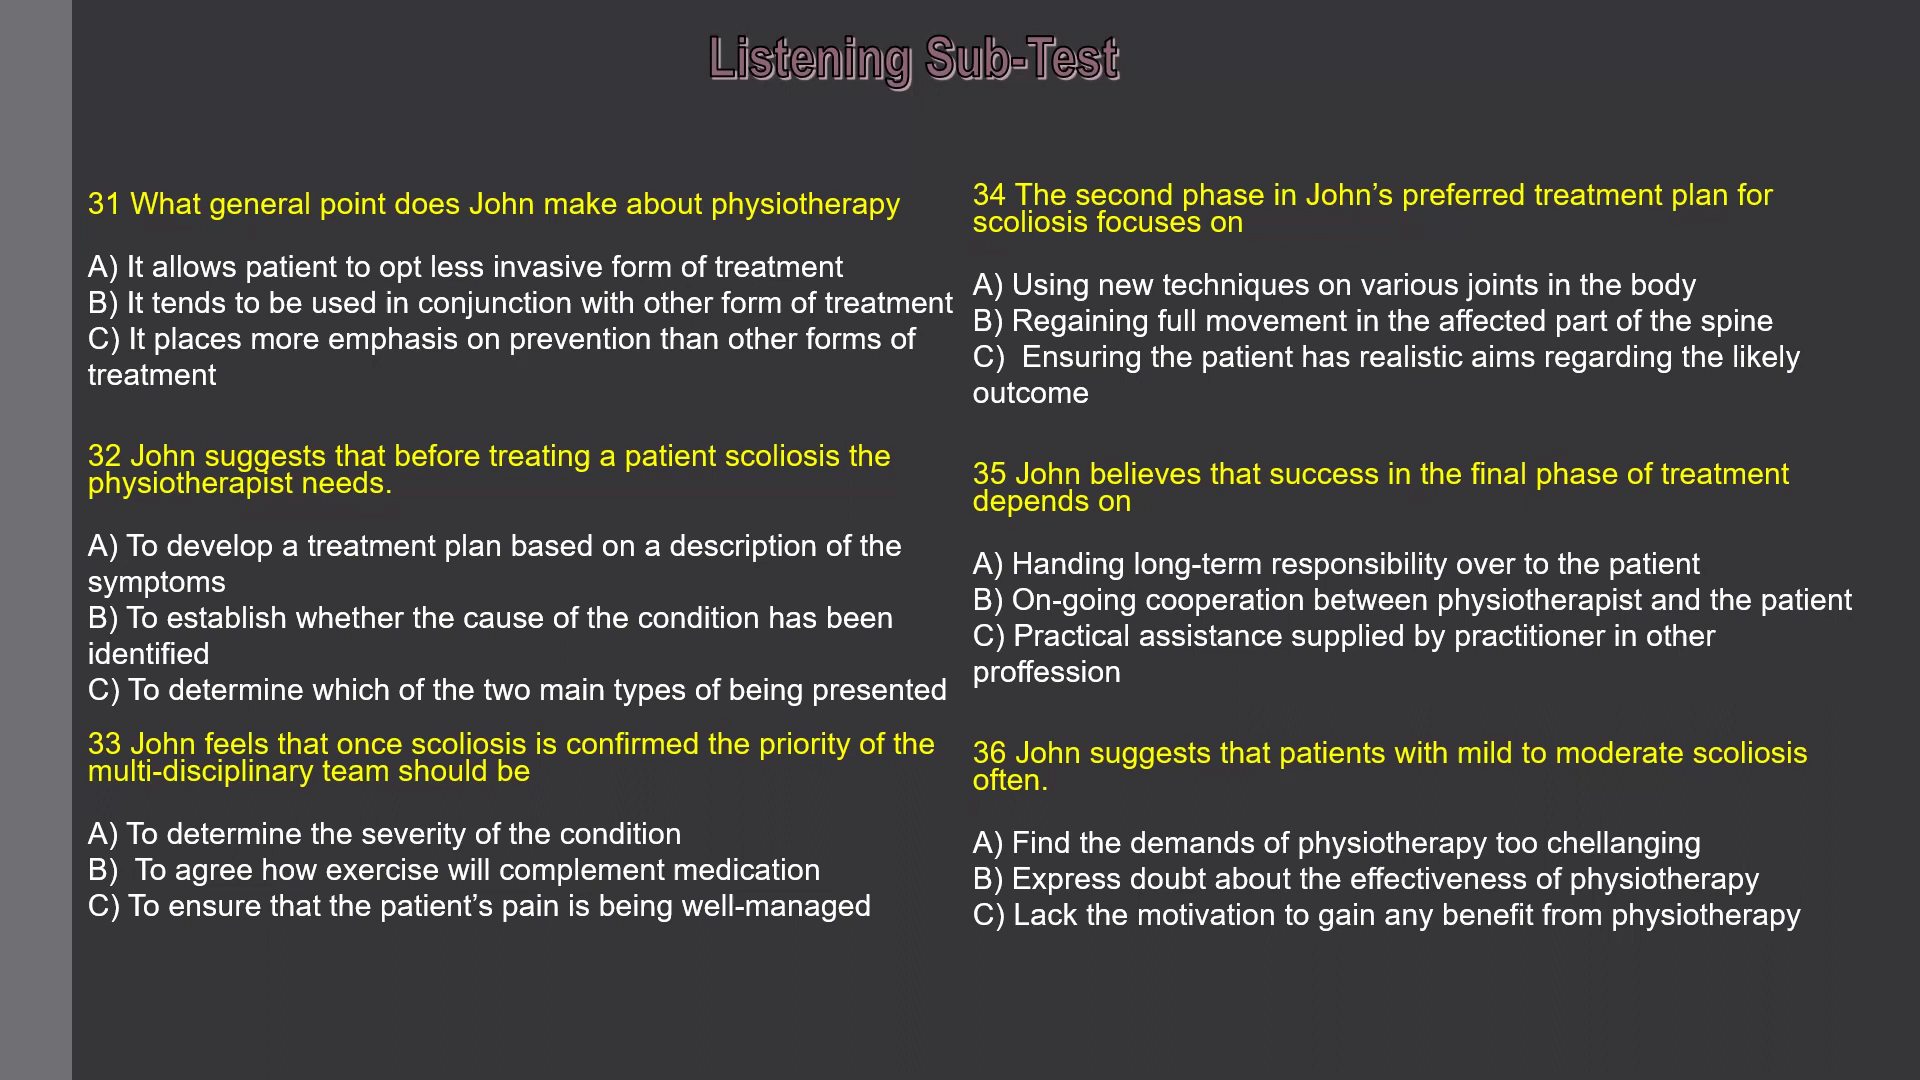 Listening Sub-Test
31 What general point does John make about physiotherapy
A) It allows patient to opt less invasive form of treatment
B) It tends to be used in conjunction with other form of treatment
C) It places more emphasis on prevention than other forms of
treatment
32 John suggests that before treating a patient scoliosis the
physiotherapist needs.
A) To develop a treatment plan based on a description of the
symptoms
B) To establish whether the cause of the condition has been
identified
C) To determine which of the two main types of being presented
33 John feels that once scoliosis is confirmed the priority of the
multi-disciplinary team should be
A) To determine the severity of the condition
B)  To agree how exercise will complement medication
C) To ensure that the patient’s pain is being well-managed
34 The second phase in John’s preferred treatment plan for
scoliosis focuses on
A) Using new techniques on various joints in the body
B) Regaining full movement in the affected part of the spine
C)  Ensuring the patient has realistic aims regarding the likely
outcome
35 John believes that success in the final phase of treatment
depends on
A) Handing long-term responsibility over to the patient
B) On-going cooperation between physiotherapist and the patient
C) Practical assistance supplied by practitioner in other
proffession
36 John suggests that patients with mild to moderate scoliosis
often.
A) Find the demands of physiotherapy too chellanging
B) Express doubt about the effectiveness of physiotherapy
C) Lack the motivation to gain any benefit from physiotherapy